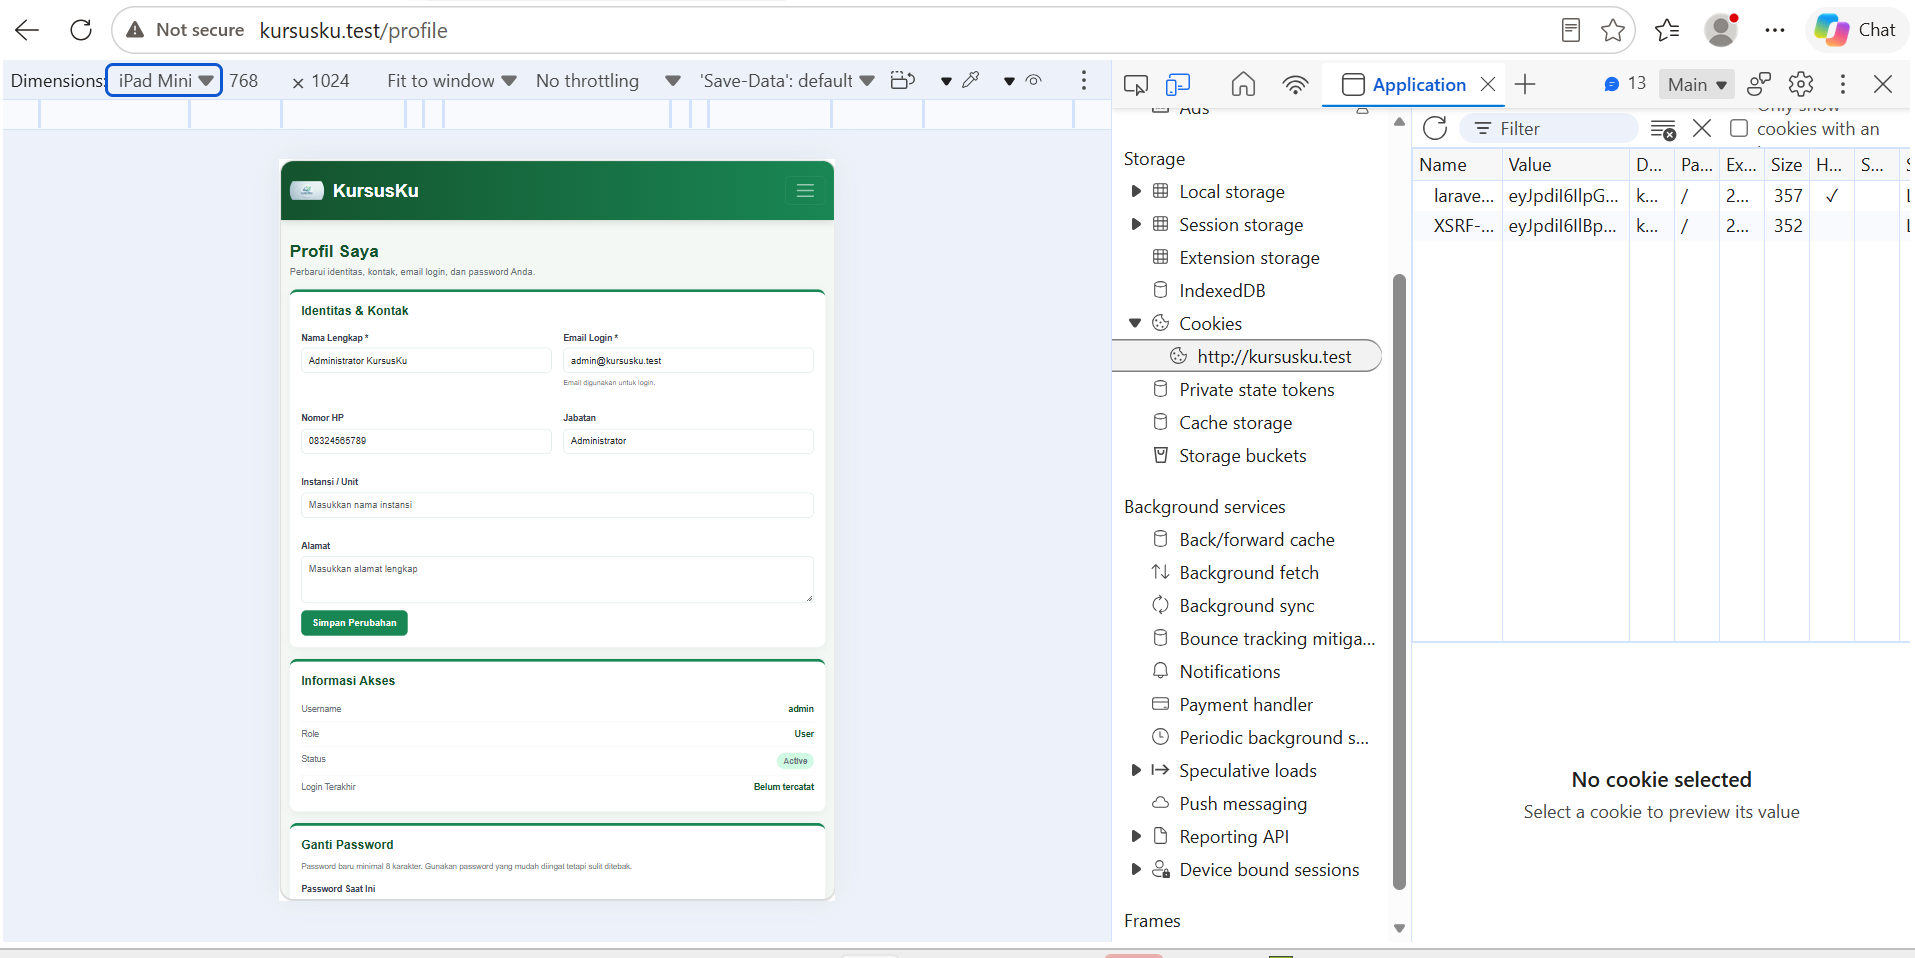 Not secure kursusku.test/profile Chat
Dimensions: iPad Mini 768 × 1024 Fit to window No throttling 'Save-Data': default
KursusKu
Profil Saya
Perbarui identitas, kontak, email login, dan password Anda.
Identitas & Kontak
Nama Lengkap * Email Login *
Administrator KursusKu admin@kursusku.test
Email digunakan untuk login.
Nomor HP Jabatan
08324565789 Administrator
Instansi / Unit
Masukkan nama instansi
Alamat
Masukkan alamat lengkap
Simpan Perubahan
Informasi Akses
Username admin
Role User
Status Active
Login Terakhir Belum tercatat
Ganti Password
Password baru minimal 8 karakter. Gunakan password yang mudah diingat tetapi sulit ditebak.
Password Saat Ini
Application 13 Main
Ads
Storage
Local storage
Session storage
Extension storage
IndexedDB
Cookies
http://kursusku.test
Private state tokens
Cache storage
Storage buckets
Background services
Back/forward cache
Background fetch
Background sync
Bounce tracking mitiga...
Notifications
Payment handler
Periodic background s...
Speculative loads
Push messaging
Reporting API
Device bound sessions
Frames
Filter
Only show
cookies with an
Name Value D... Pa... Ex... Size H... S...
larave... eyJpdiI6IlpG... k... / 2... 357 ✓
XSRF-... eyJpdiI6IlBp... k... / 2... 352
No cookie selected
Select a cookie to preview its value